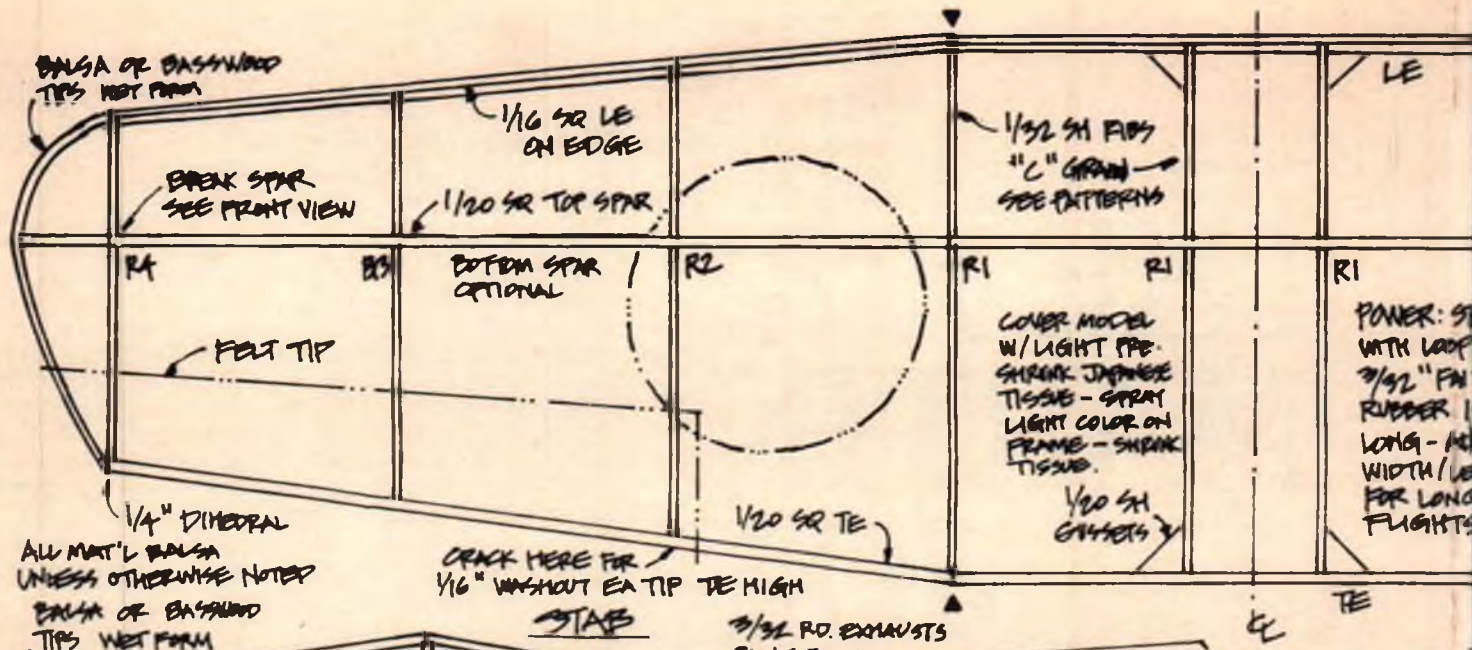 BALSA OR BASSWOOD
TIPS WET FORM
1/16 SQ LE
ON EDGE
LE
1/32 SH RIBS
"C" GRAIN
SEE PATTERNS
BREAK SPAR
SEE FRONT VIEW
1/20 SQ TOP SPAR
R4
R3
BOTTOM SPAR
OPTIONAL
R2
R1
R1
R1
FELT TIP
COVER MODEL
W/LIGHT PRE-
SHRINK JAPANESE
TISSUE - SPRAY
LIGHT COLOR ON
FRAME - SHRINK
TISSUE.
POWER:
WITH LOOP
3/32"
RUBBER
LONG -
WIDTH/
FOR LONG
FLIGHTS
1/20 SH
GUSSETS
1/20 SQ TE
1/4" DIHEDRAL
ALL MAT'L BALSA
UNLESS OTHERWISE NOTED
CRACK HERE FOR
1/16" WASHOUT EA TIP TE HIGH
TE
STAB
BALSA OR BASSWOOD
TIPS WET FORM
3/32 RD. EXHAUSTS